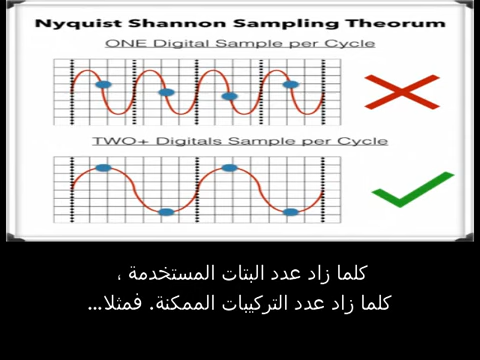 Nyquist Shannon Sampling Theorum
ONE Digital Sample per Cycle
TWO+ Digitals Sample per Cycle
كلما زاد عدد البتات المستخدمة ،
كلما زاد عدد التركيبات الممكنة. فمثلا...